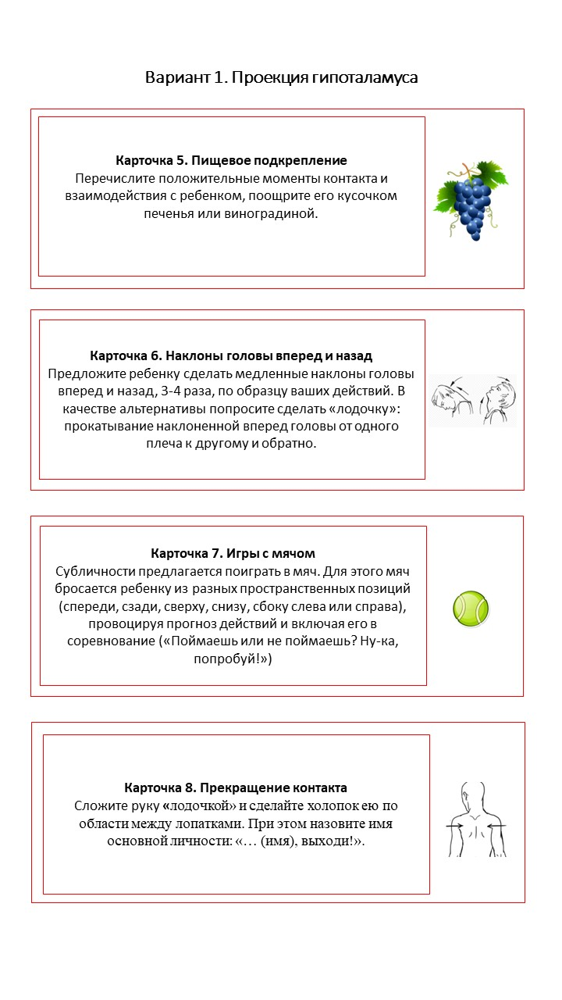 Вариант 1. Проекция гипоталамуса
Карточка 5. Пищевое подкрепление
Перечислите положительные моменты контакта и
взаимодействия с ребенком, поощрите его кусочком
печенья или виноградиной.
Карточка 6. Наклоны головы вперед и назад
Предложите ребенку сделать медленные наклоны головы
вперед и назад, 3-4 раза, по образцу ваших действий. В
качестве альтернативы попросите сделать «лодочку»:
прокатывание наклоненной вперед головы от одного
плеча к другому и обратно.
Карточка 7. Игры с мячом
Субличности предлагается поиграть в мяч. Для этого мяч
бросается ребенку из разных пространственных позиций
(спереди, сзади, сверху, снизу, сбоку слева или справа),
провоцируя прогноз действий и включая его в
соревнование («Поймаешь или не поймаешь? Ну-ка,
попробуй!»)
Карточка 8. Прекращение контакта
Сложите руку «лодочкой» и сделайте холопок ею по
области между лопатками. При этом назовите имя
основной личности: «… (имя), выходи!».